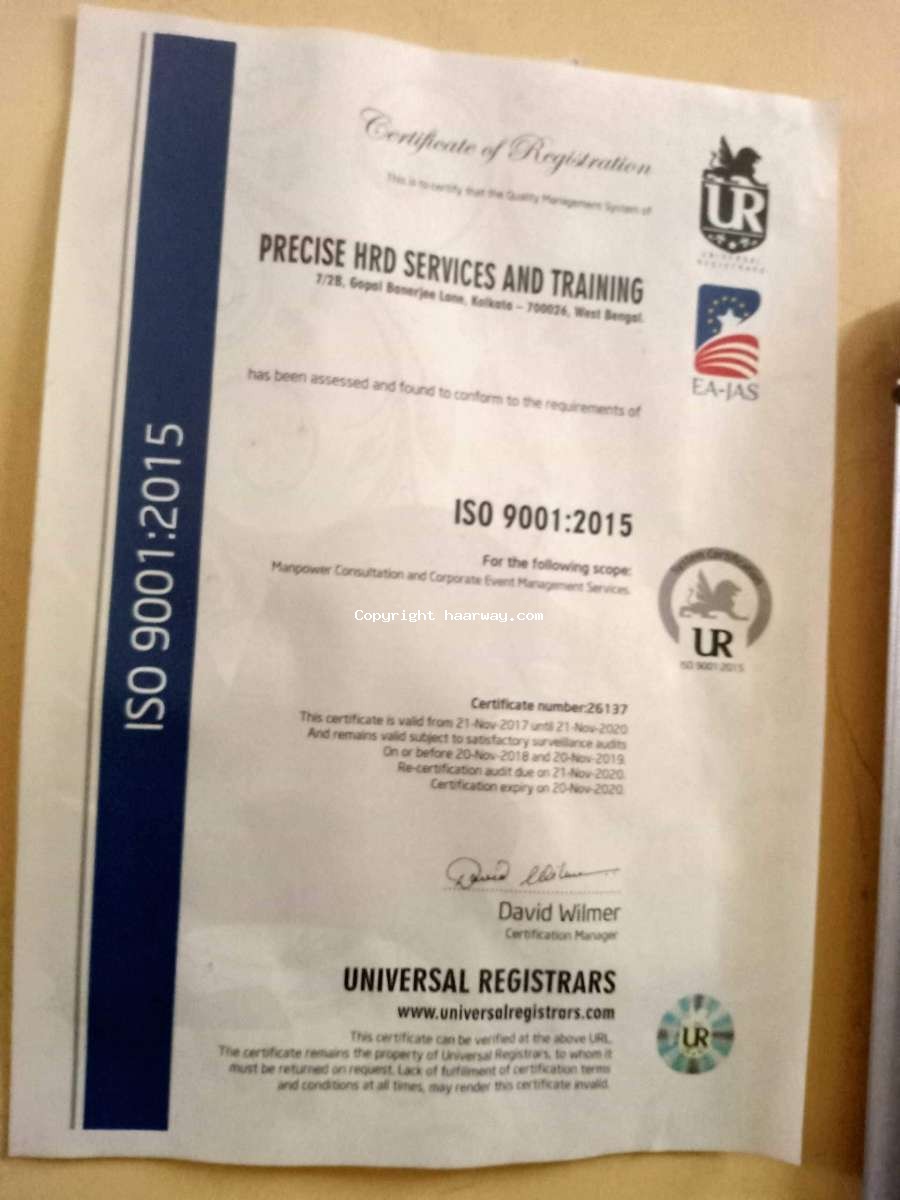 Certificate of Registration
This is to certify that the Quality Management System of
UR
UNIVERSAL
REGISTRARS
PRECISE HRD SERVICES AND TRAINING
7/2B, Gopal Banerjee Lane, Kolkata – 700026, West Bengal.
EA-JAS
has been assessed and found to conform to the requirements of
ISO 9001:2015
ISO 9001:2015
For the following scope:
Manpower Consultation and Corporate Event Management Services.
Copyright haarway.com
System Certification
UR
ISO 9001:2015
Certificate number:26137
This certificate is valid from 21-Nov-2017 until 21-Nov-2020
And remains valid subject to satisfactory surveillance audits
On or before 20-Nov-2018 and 20-Nov-2019.
Re-certification audit due on 21-Nov-2020.
Certification expiry on 20-Nov-2020.
David Wilmer
David Wilmer
Certification Manager
UNIVERSAL REGISTRARS
www.universalregistrars.com
This certificate can be verified at the above URL.
The certificate remains the property of Universal Registrars, to whom it
must be returned on request. Lack of fulfilment of certification terms
and conditions at all times, may render this certificate invalid.
UR